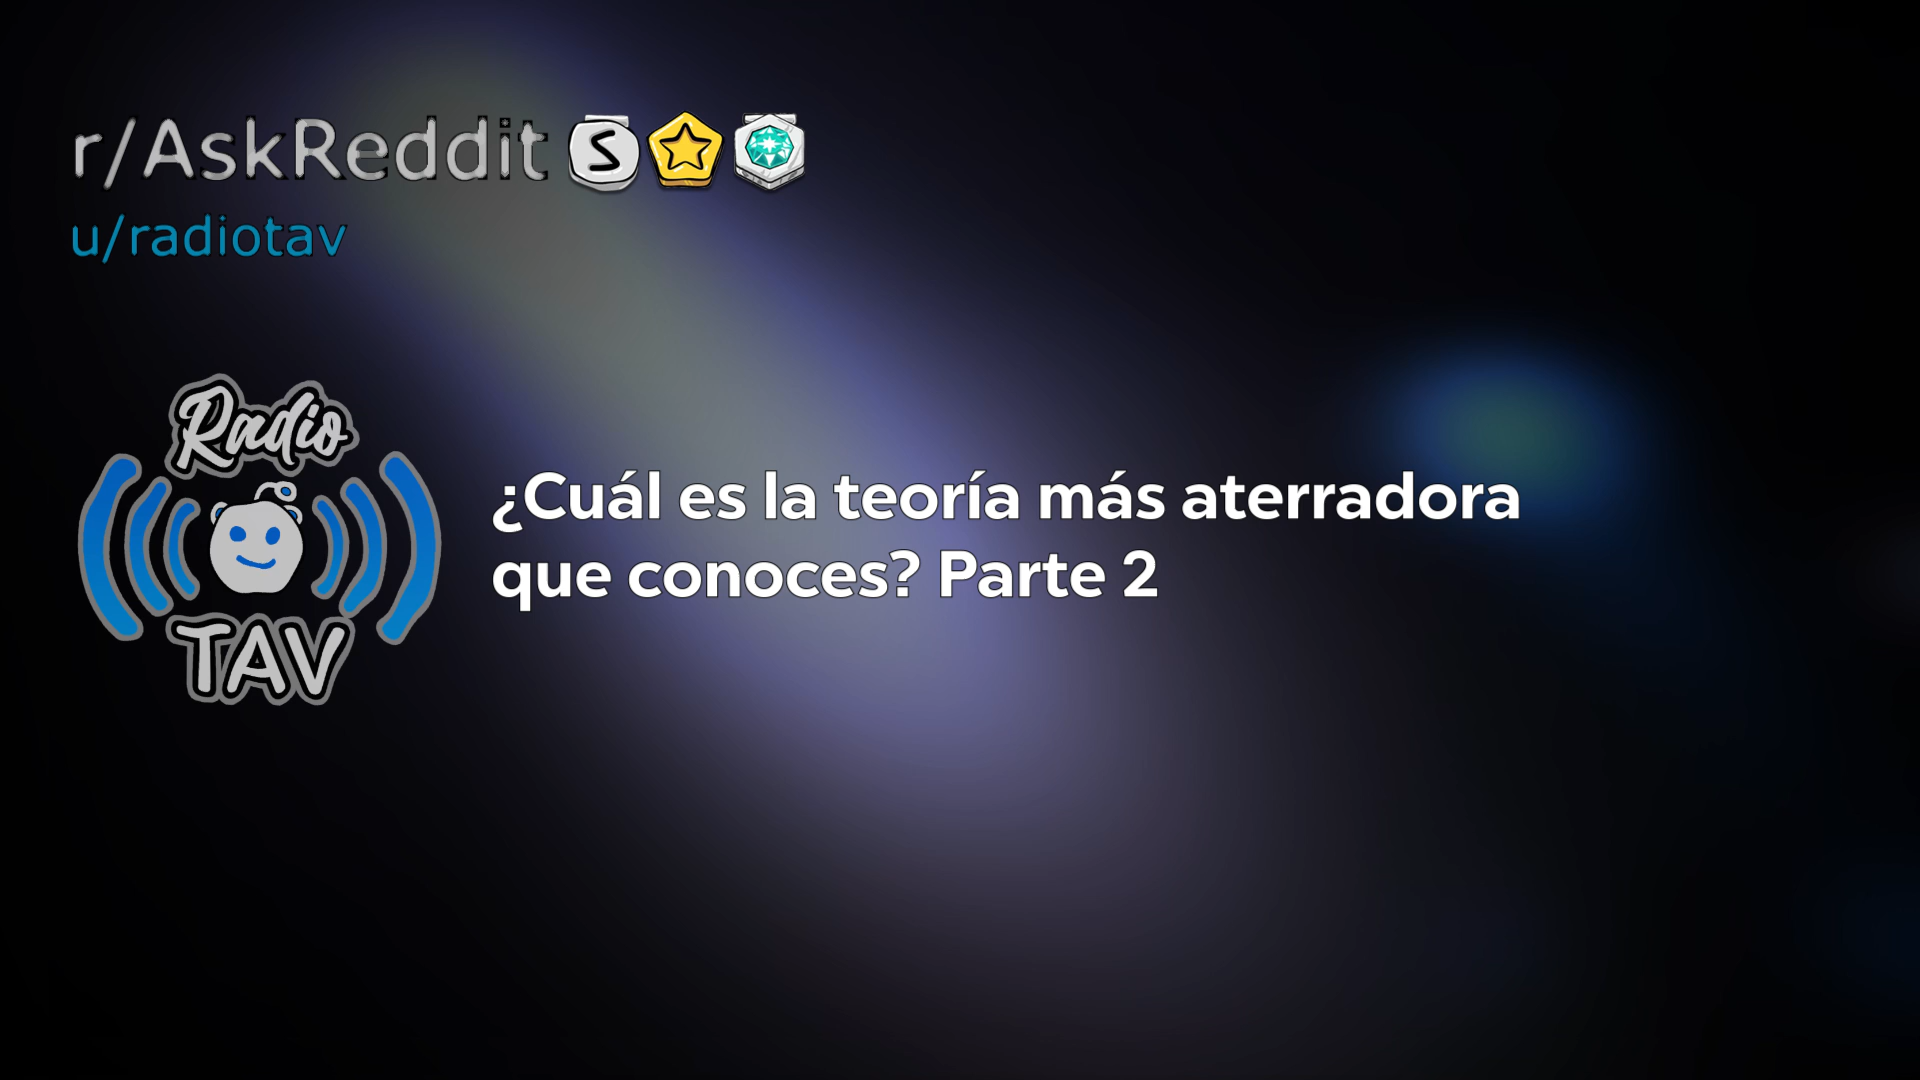 r/AskReddit
u/radiotav
Radio
TAV
¿Cuál es la teoría más aterradora
que conoces? Parte 2